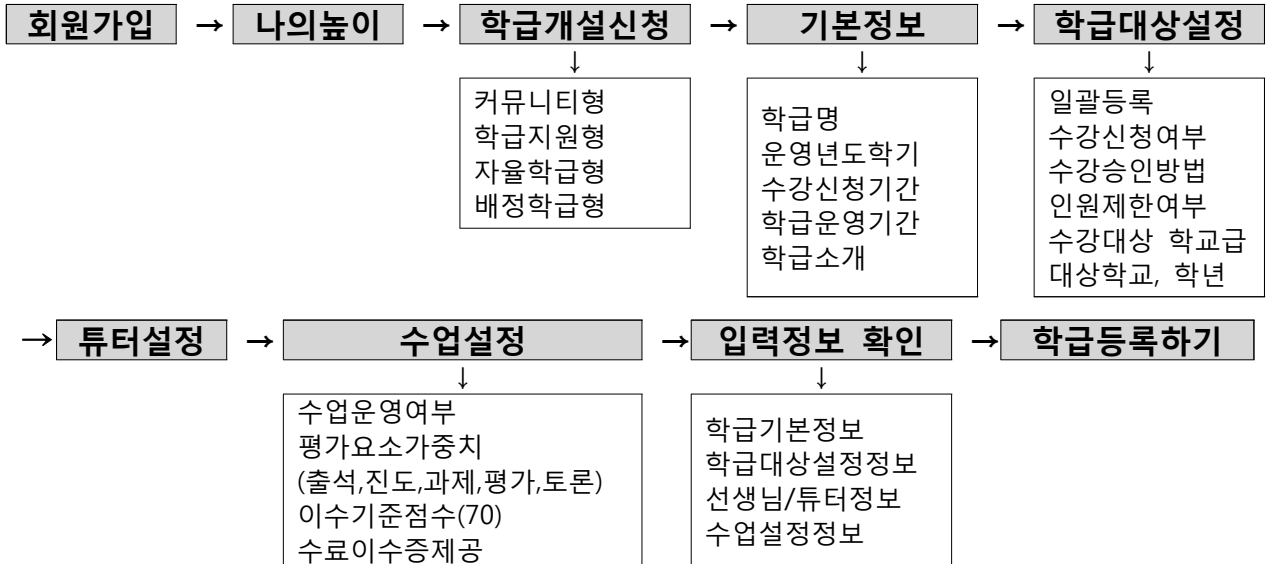 회원가입 → 나의높이 → 학급개설신청 → 기본정보 → 학급대상설정
↓ ↓ ↓
커뮤니티형
학급지원형
자율학급형
배정학급형
학급명
운영년도학기
수강신청기간
학급운영기간
학급소개
일괄등록
수강신청여부
수강승인방법
인원제한여부
수강대상 학교급
대상학교, 학년
→ 튜터설정 → 수업설정 → 입력정보 확인 → 학급등록하기
↓ ↓
수업운영여부
평가요소가중치
(출석,진도,과제,평가,토론)
이수기준점수(70)
수료이수증제공
학급기본정보
학급대상설정정보
선생님/튜터정보
수업설정정보